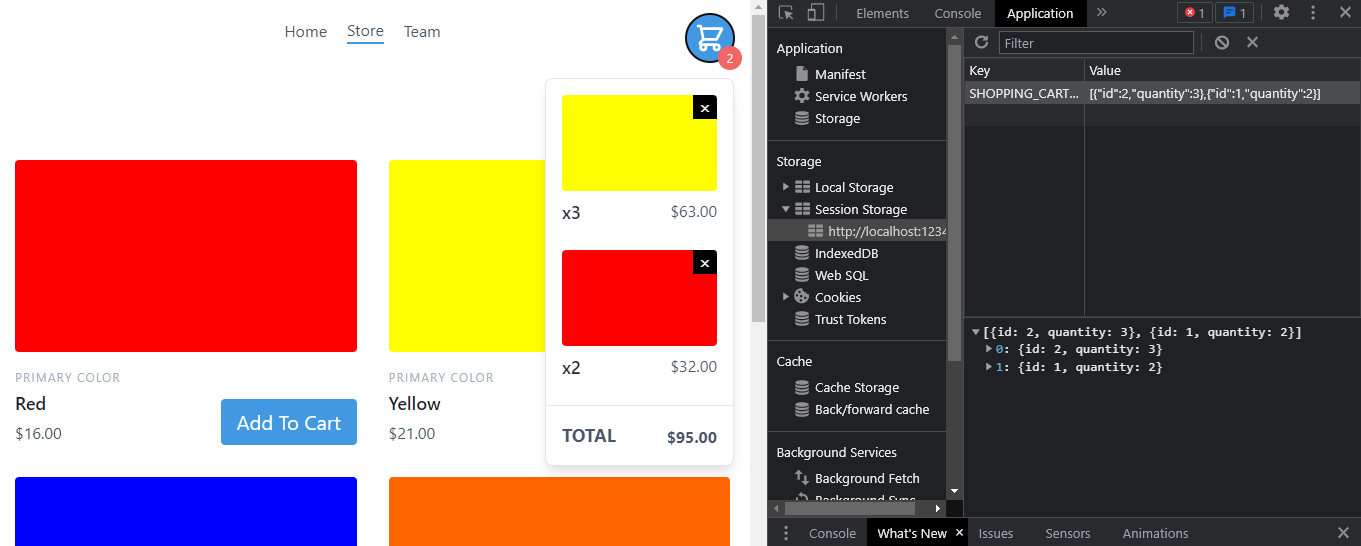 Home Store Team
2
×
x3 $63.00
×
x2 $32.00
TOTAL $95.00
PRIMARY COLOR
Red
$16.00
Add To Cart
PRIMARY COLOR
Yellow
$21.00
Elements Console Application » 1 1
Application
Manifest
Service Workers
Storage
Storage
Local Storage
Session Storage
http://localhost:1234
IndexedDB
Web SQL
Cookies
Trust Tokens
Cache
Cache Storage
Back/forward cache
Background Services
Background Fetch
Background Sync
Filter
Key Value
SHOPPING_CART... [{"id":2,"quantity":3},{"id":1,"quantity":2}]
[{id: 2, quantity: 3}, {id: 1, quantity: 2}]
0: {id: 2, quantity: 3}
1: {id: 1, quantity: 2}
Console What's New × Issues Sensors Animations